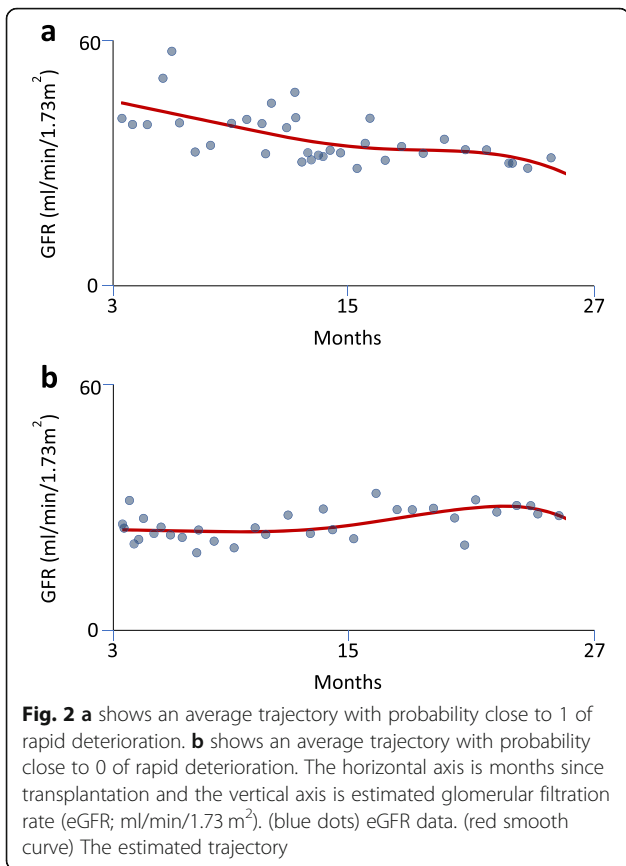 a
60
GFR (ml/min/1.73m²)
0
3
15
27
Months
b
60
GFR (ml/min/1.73m²)
0
3
15
27
Months
Fig. 2 a shows an average trajectory with probability close to 1 of
rapid deterioration. b shows an average trajectory with probability
close to 0 of rapid deterioration. The horizontal axis is months since
transplantation and the vertical axis is estimated glomerular filtration
rate (eGFR; ml/min/1.73 m²). (blue dots) eGFR data. (red smooth
curve) The estimated trajectory